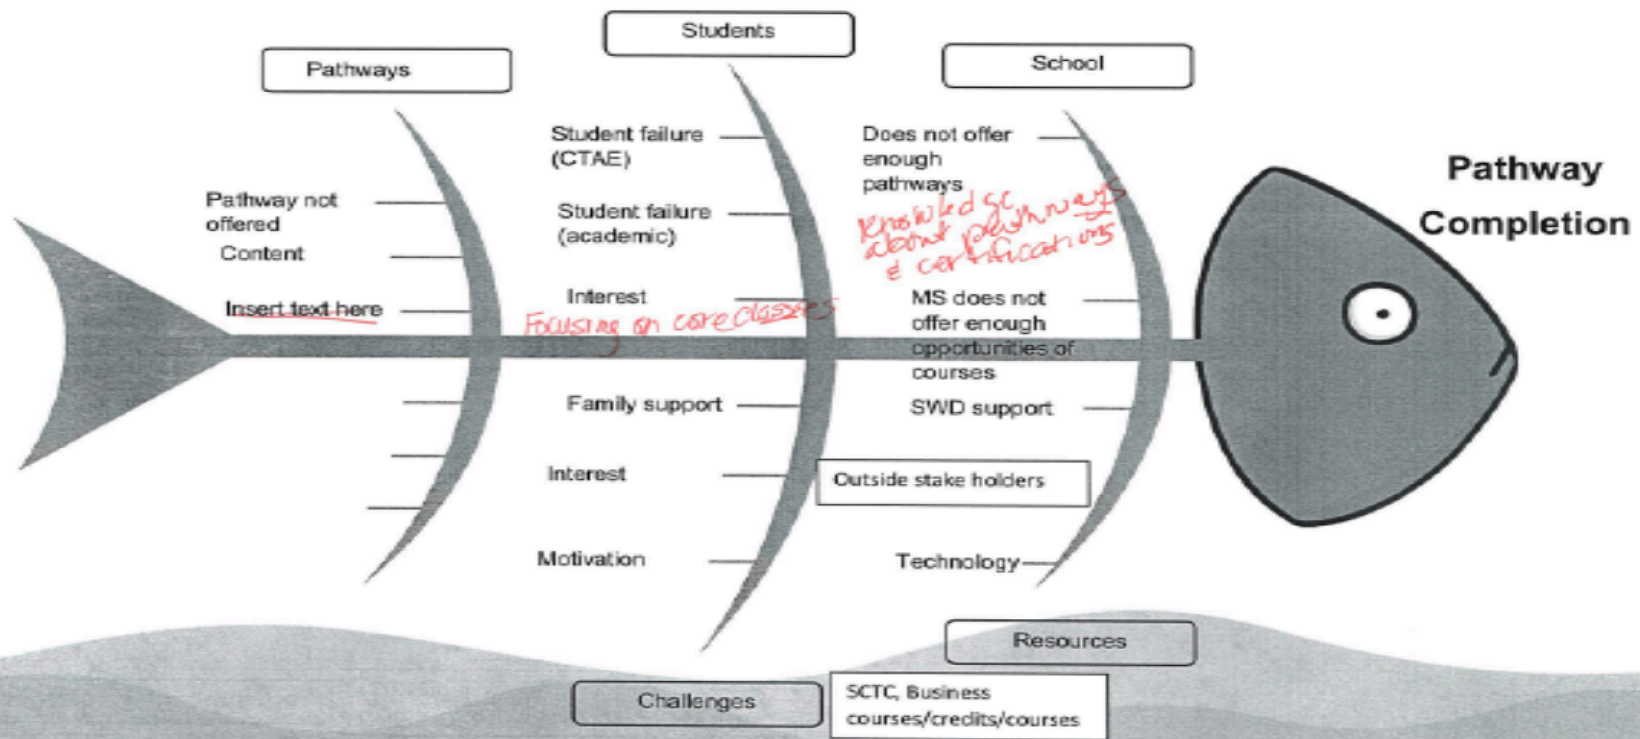 Students
Pathways
School
Pathway
Completion
Pathway not
offered
Content
Insert text here
Student failure
(CTAE)
Student failure
(academic)
Interest
Focusing on core classes
Family support
Interest
Motivation
Does not offer
enough
pathways
Knowledge
about pathways
& certifications
MS does not
offer enough
opportunities of
courses
SWD support
Outside stake holders
Technology
Resources
Challenges
SCTC, Business
courses/credits/courses